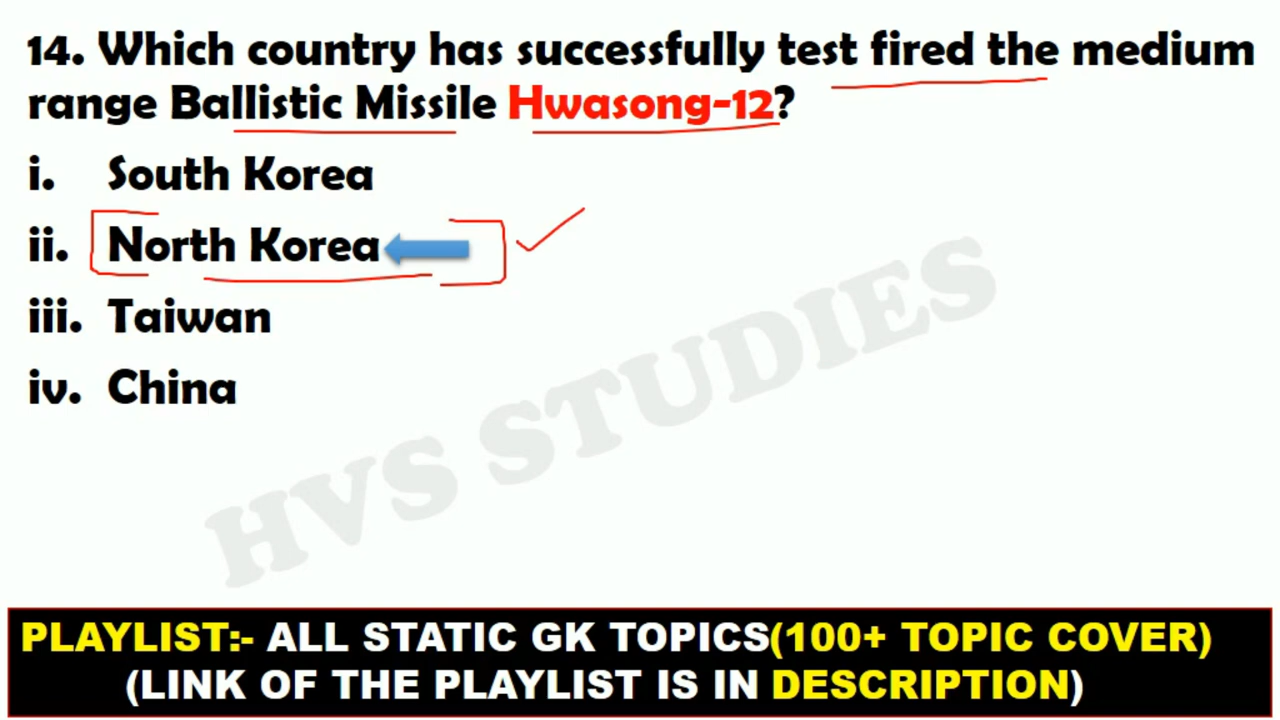 14. Which country has successfully test fired the medium
range Ballistic Missile Hwasong-12?
i. South Korea
ii. North Korea
iii. Taiwan
iv. China
HVS STUDIES
PLAYLIST:- ALL STATIC GK TOPICS(100+ TOPIC COVER)
(LINK OF THE PLAYLIST IS IN DESCRIPTION)